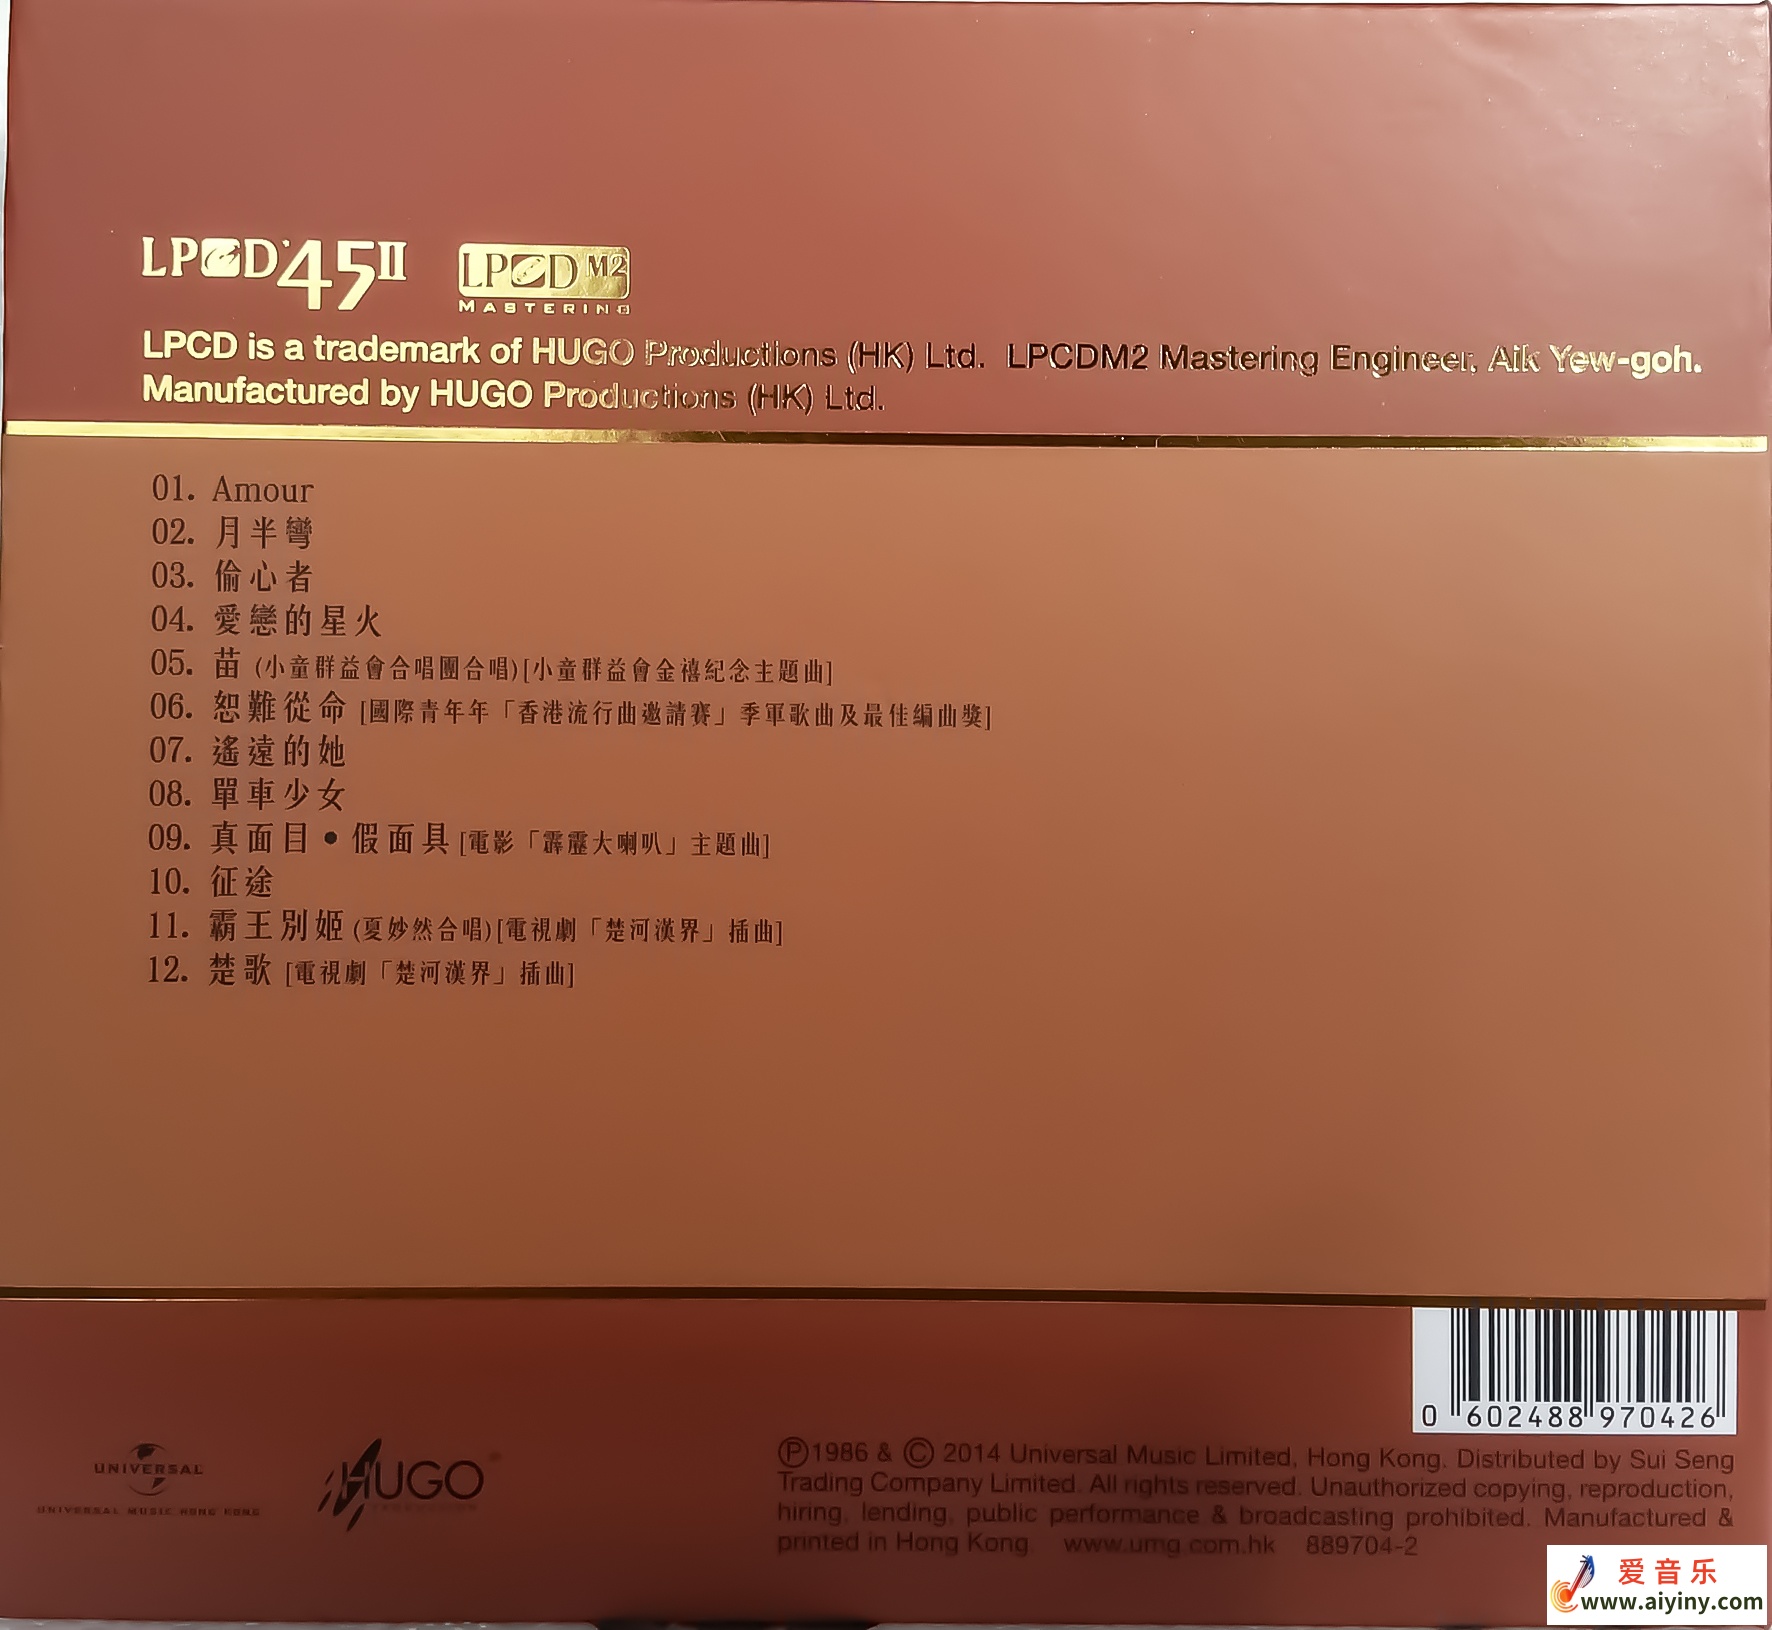 LPCD'45II
LPCD M2
MASTERING
LPCD is a trademark of HUGO Productions (HK) Ltd. LPCDM2 Mastering Engineer, Aik Yew-goh.
Manufactured by HUGO Productions (HK) Ltd.
01. Amour
02. 月半彎
03. 偷心者
04. 愛戀的星火
05. 苗 (小童群益會合唱團合唱)[小童群益會金禧紀念主題曲]
06. 恕難從命 [國際青年年「香港流行曲邀請賽」季軍歌曲及最佳編曲獎]
07. 遙遠的她
08. 單車少女
09. 真面目•假面具 [電影「霹靂大喇叭」主題曲]
10. 征途
11. 霸王別姬 (夏妙然合唱)[電視劇「楚河漢界」插曲]
12. 楚歌 [電視劇「楚河漢界」插曲]
0 602488 970426
UNIVERSAL
UNIVERSAL MUSIC HONG KONG
HUGO
Ⓟ1986 & © 2014 Universal Music Limited, Hong Kong. Distributed by Sui Seng
Trading Company Limited. All rights reserved. Unauthorized copying, reproduction,
hiring, lending, public performance & broadcasting prohibited. Manufactured &
printed in Hong Kong www.umg.com.hk 889704-2
爱音乐
www.aiyiny.com